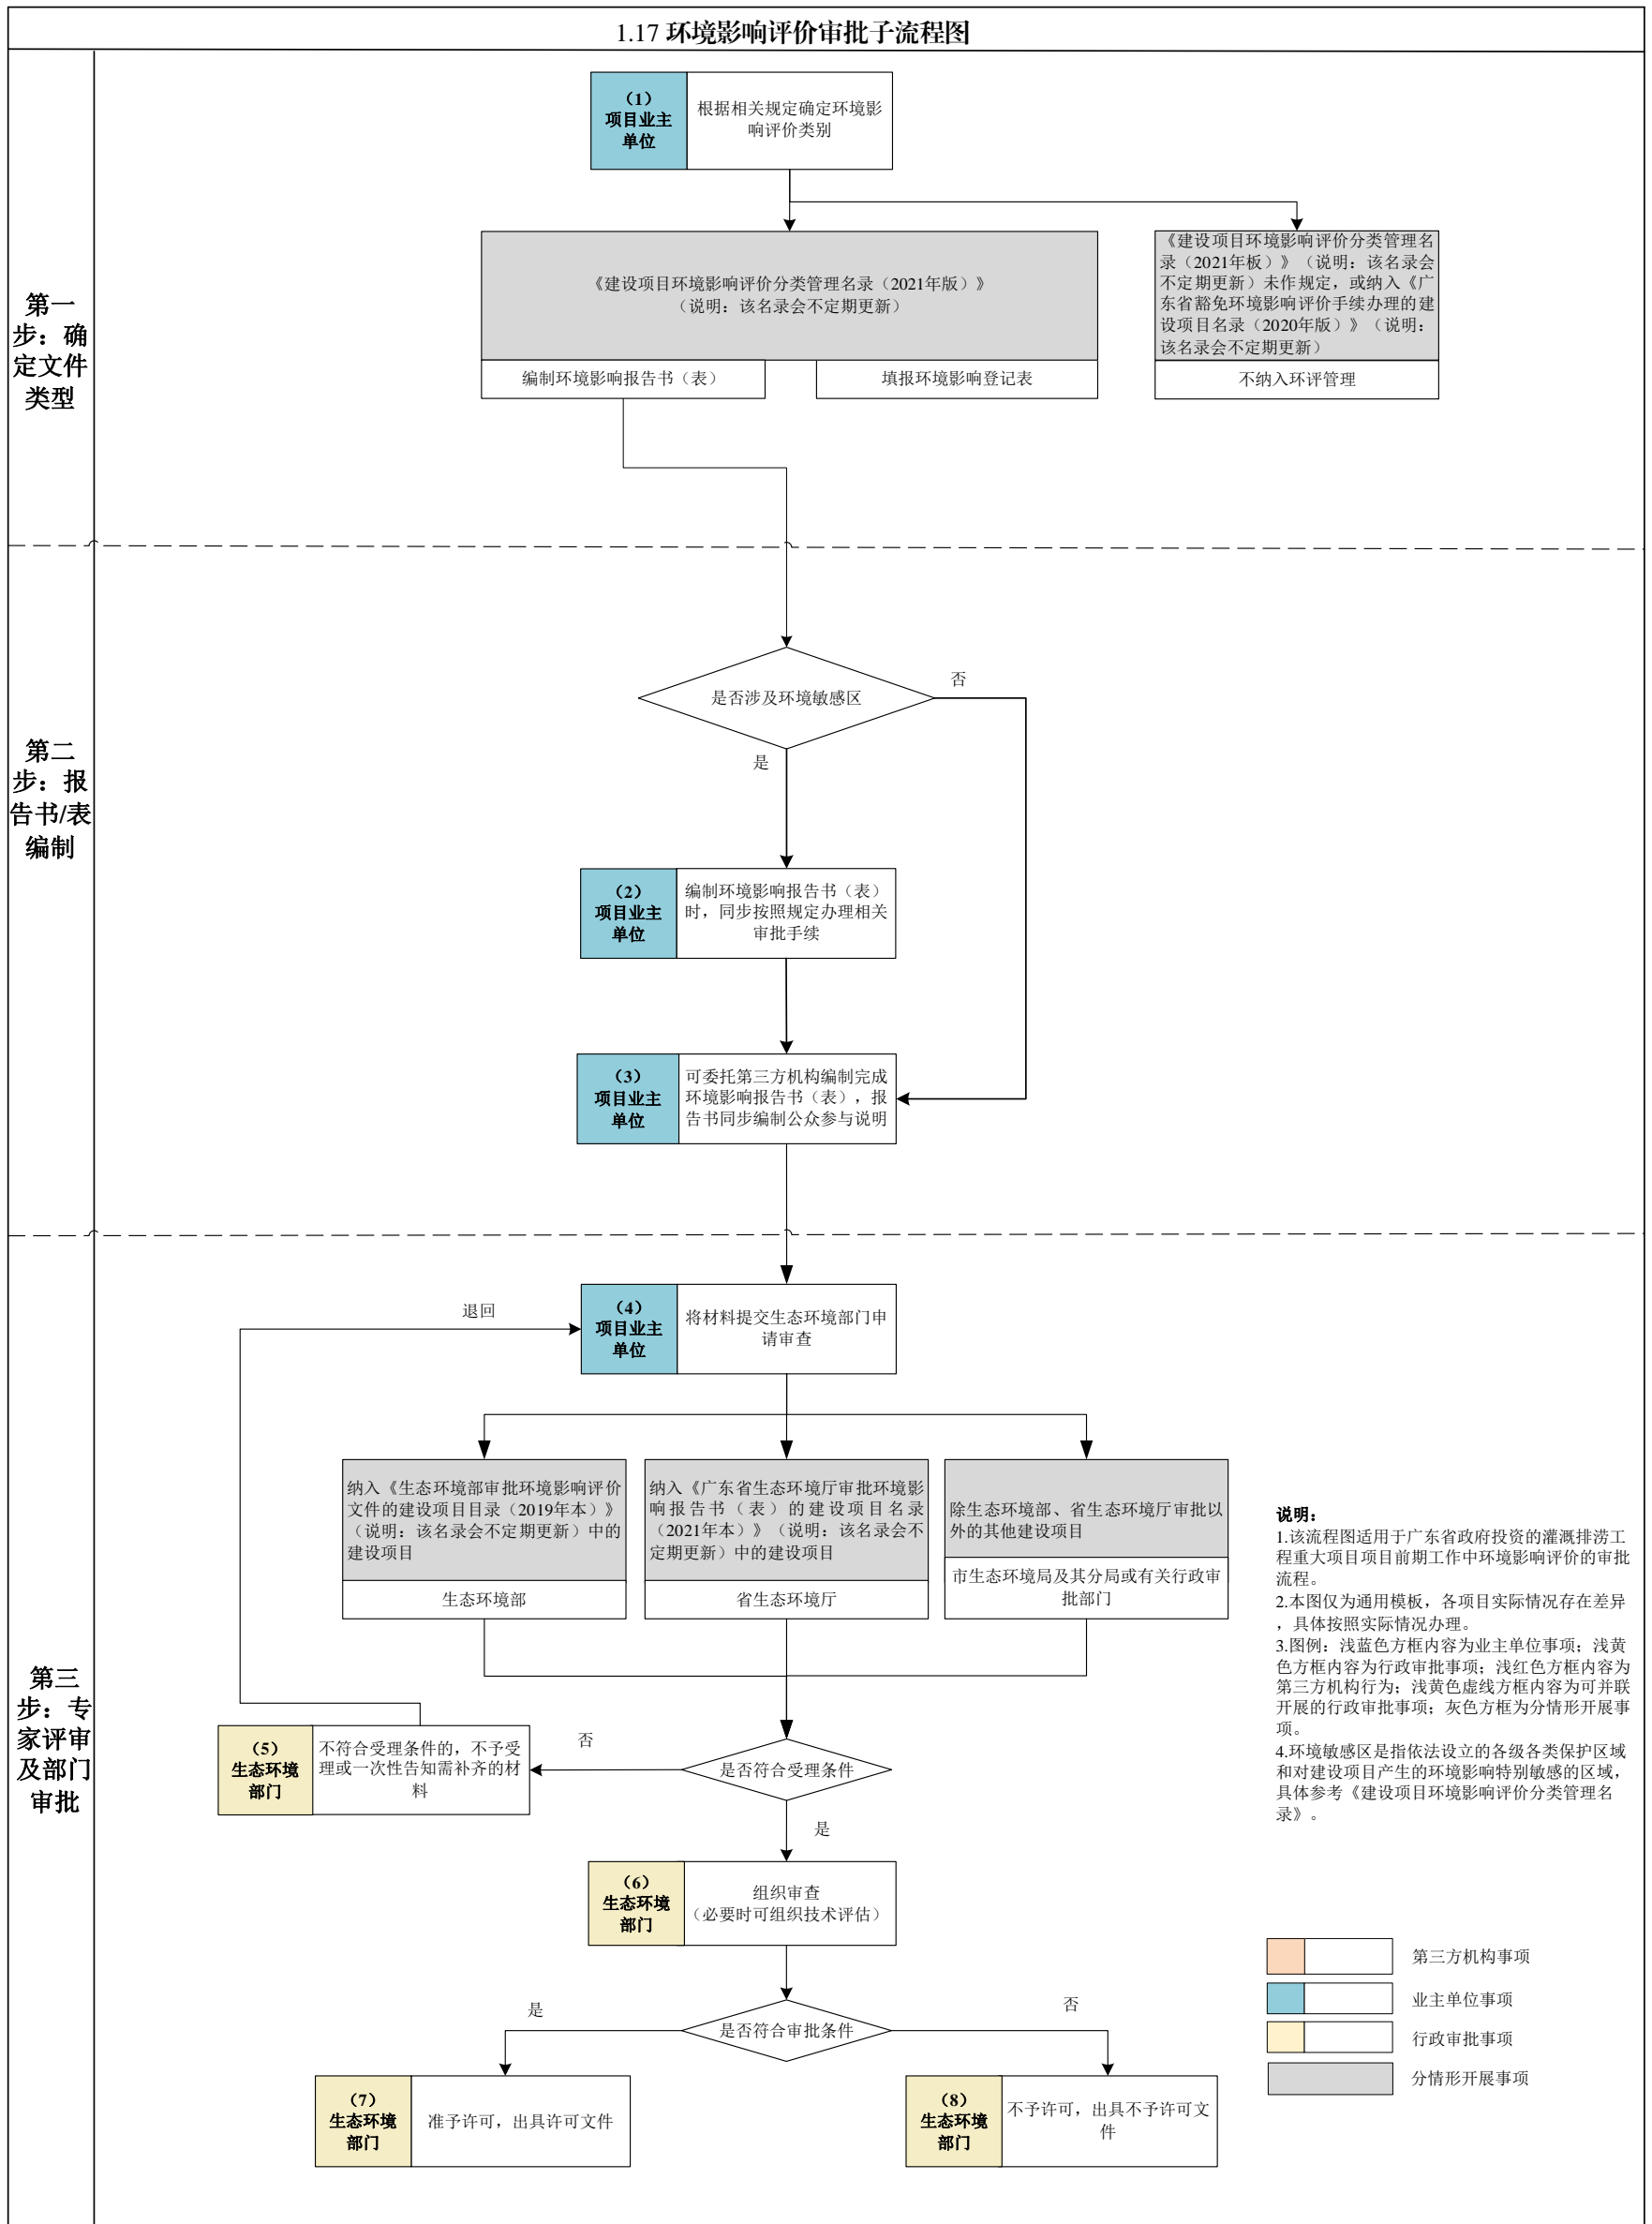 1.17 环境影响评价审批子流程图
第一
步：确
定文件
类型
（1）
项目业主
单位
根据相关规定确定环境影
响评价类别
《建设项目环境影响评价分类管理名录（2021年版）》
（说明：该名录会不定期更新）
编制环境影响报告书（表）
填报环境影响登记表
《建设项目环境影响评价分类管理名
录（2021年板）》（说明：该名录会
不定期更新）未作规定，或纳入《广
东省豁免环境影响评价手续办理的建
设项目名录（2020年版）》（说明：
该名录会不定期更新）
不纳入环评管理
第二
步：报
告书/表
编制
是否涉及环境敏感区
否
是
（2）
项目业主
单位
编制环境影响报告书（表）
时，同步按照规定办理相关
审批手续
（3）
项目业主
单位
可委托第三方机构编制完成
环境影响报告书（表），报
告书同步编制公众参与说明
第三
步：专
家评审
及部门
审批
退回
（4）
项目业主
单位
将材料提交生态环境部门申
请审查
纳入《生态环境部审批环境影响评价
文件的建设项目目录（2019年本）》
（说明：该名录会不定期更新）中的
建设项目
生态环境部
纳入《广东省生态环境厅审批环境影
响报告书（表）的建设项目名录
（2021年本）》（说明：该名录会不
定期更新）中的建设项目
省生态环境厅
除生态环境部、省生态环境厅审批以
外的其他建设项目
市生态环境局及其分局或有关行政审
批部门
（5）
生态环境
部门
不符合受理条件的，不予受
理或一次性告知需补齐的材
料
否
是否符合受理条件
是
（6）
生态环境
部门
组织审查
（必要时可组织技术评估）
是
是否符合审批条件
否
（7）
生态环境
部门
准予许可，出具许可文件
（8）
生态环境
部门
不予许可，出具不予许可文
件
说明：
1.该流程图适用于广东省政府投资的灌溉排涝工
程重大项目项目前期工作中环境影响评价的审批
流程。
2.本图仅为通用模板，各项目实际情况存在差异
，具体按照实际情况办理。
3.图例：浅蓝色方框内容为业主单位事项；浅黄
色方框内容为行政审批事项；浅红色方框内容为
第三方机构行为；浅黄色虚线方框内容为可并联
开展的行政审批事项；灰色方框为分情形开展事
项。
4.环境敏感区是指依法设立的各级各类保护区域
和对建设项目产生的环境影响特别敏感的区域，
具体参考《建设项目环境影响评价分类管理名
录》。
第三方机构事项
业主单位事项
行政审批事项
分情形开展事项